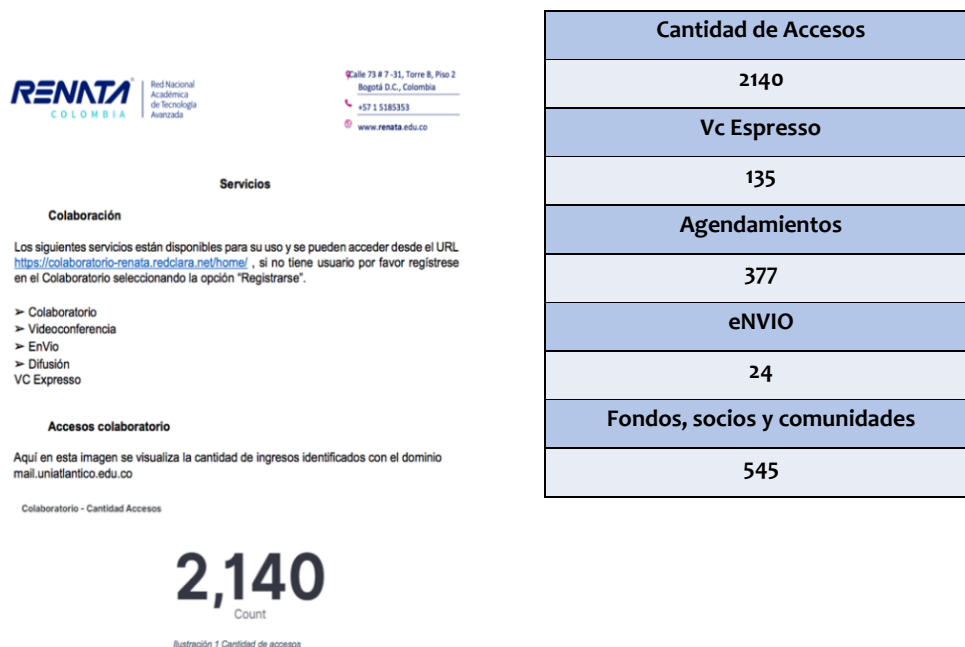 RENATA
COLOMBIA
Red Nacional
Académica
de Tecnología
Avanzada
Calle 73 # 7 -31, Torre B, Piso 2
Bogotá D.C., Colombia
+57 1 5185353
www.renata.edu.co
Servicios
Colaboración
Los siguientes servicios están disponibles para su uso y se pueden acceder desde el URL
https://colaboratorio-renata.redclara.net/home/ , si no tiene usuario por favor regístrese
en el Colaboratorio seleccionando la opción "Registrarse".
➢ Colaboratorio
➢ Videoconferencia
➢ EnVio
➢ Difusión
VC Expresso
Accesos colaboratorio
Aquí en esta imagen se visualiza la cantidad de ingresos identificados con el dominio
mail.uniatlantico.edu.co
Colaboratorio - Cantidad Accesos
2,140
Count
Ilustración 1 Cantidad de accesos
Cantidad de Accesos
2140
Vc Espresso
135
Agendamientos
377
eNVIO
24
Fondos, socios y comunidades
545